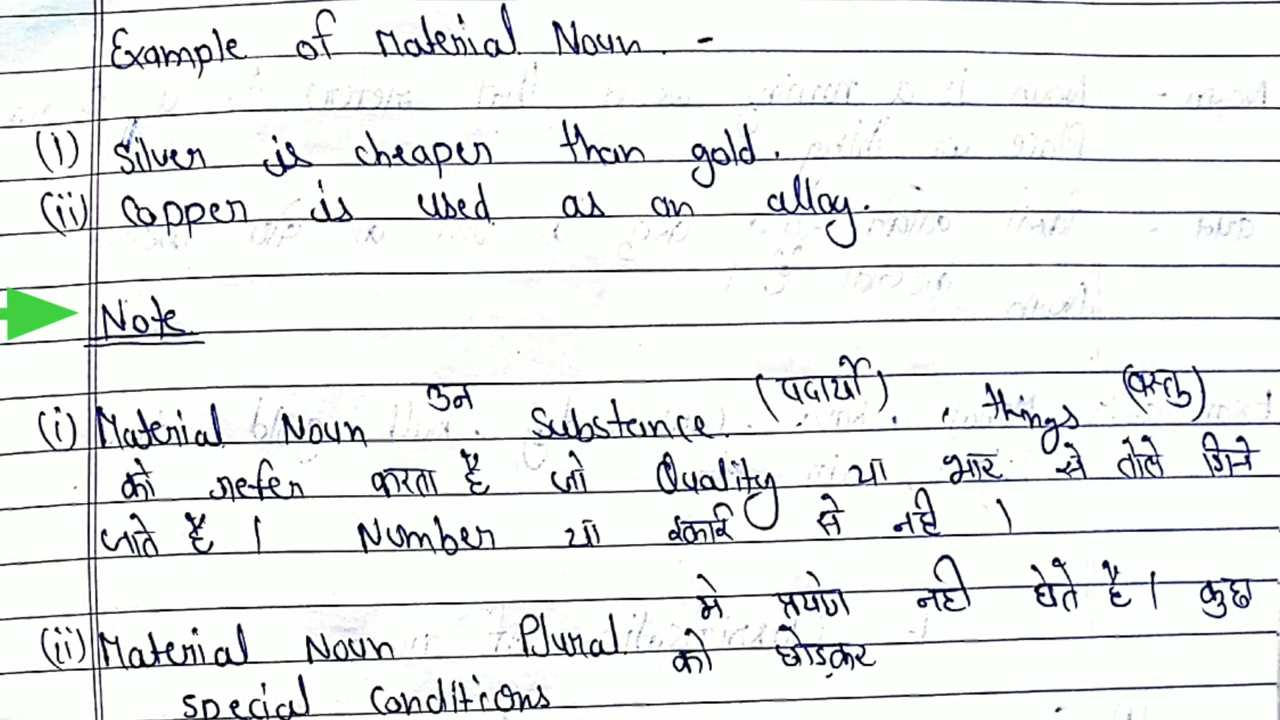 Example of Material Noun. -
(i) Silver is cheaper than gold.
(ii) Copper is used as an alloy.
Note
(i) Material Noun उन Substance (पदार्थो) things (वस्तु)
को refer करता है जो Quality या भार से तोले गिने
जाते है । Number या ईकाई से नही ।
(ii) Material Noun Plural मे प्रयोग नही होते है । कुछ
special conditions को छोड़कर